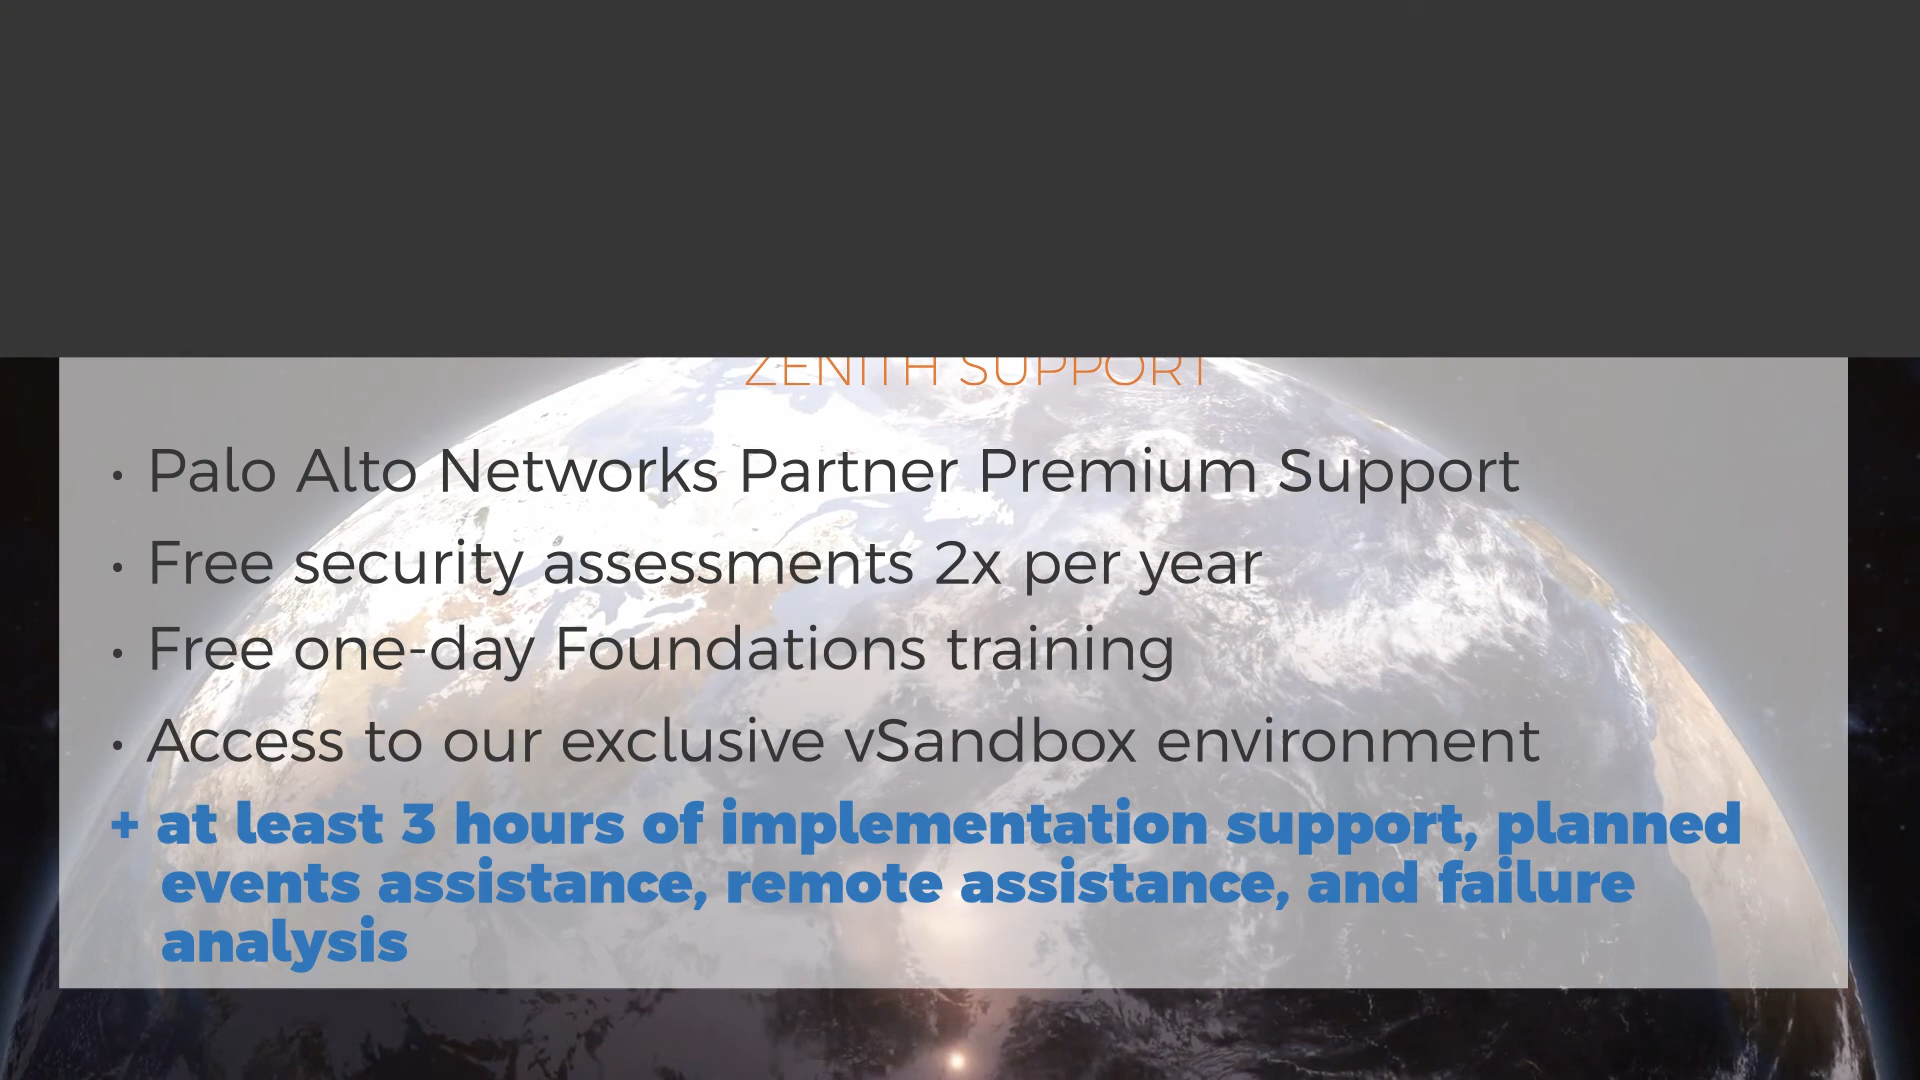 ZENITH SUPPORT
• Palo Alto Networks Partner Premium Support
• Free security assessments 2x per year
• Free one-day Foundations training
• Access to our exclusive vSandbox environment
+ at least 3 hours of implementation support, planned
events assistance, remote assistance, and failure
analysis